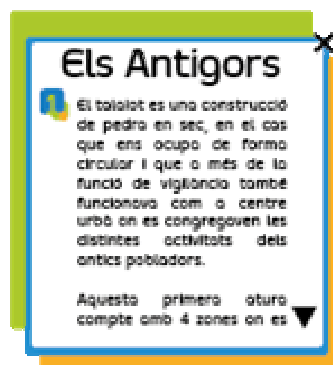 Els Antigors
1
El talaiot es una construcció
de pedra en sec, en el cas
que ens ocupa de forma
circular i que a més de la
funció de vigilància també
funcionava com a centre
urbà on es congregaven les
distintes activitats dels
antics pobladors.
Aquesta primera atura
compte amb 4 zones on es